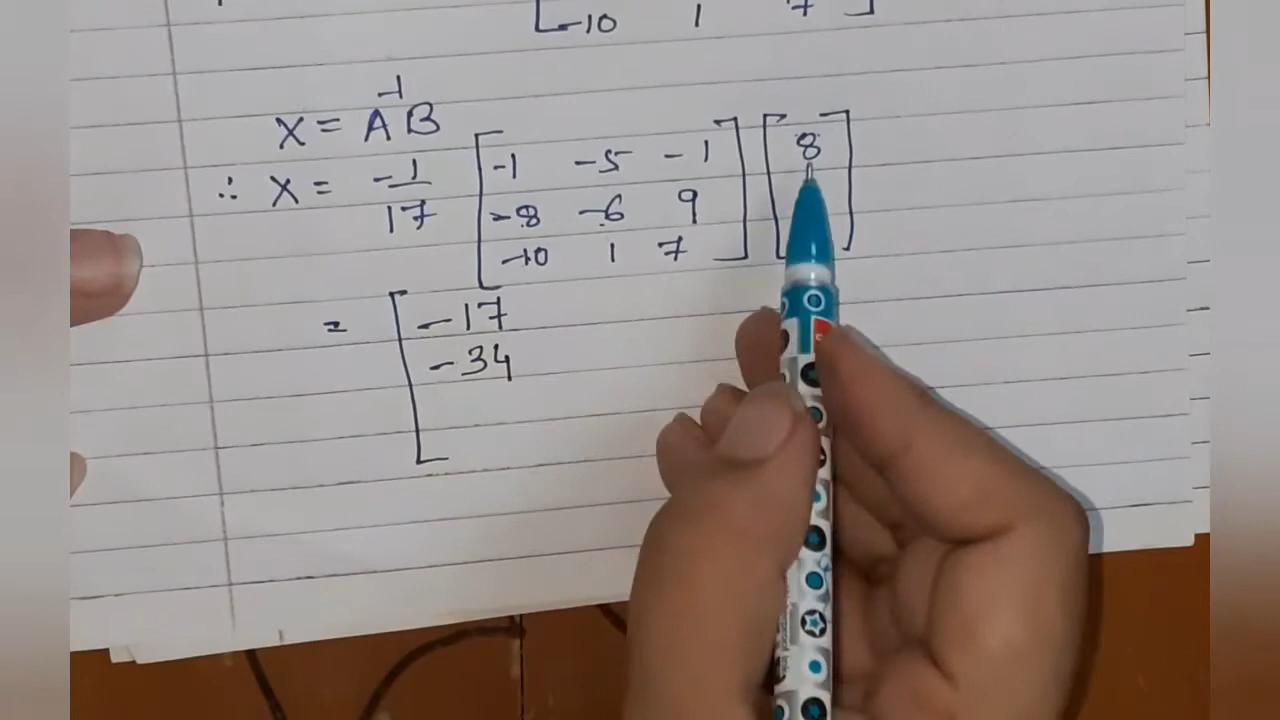 -10 1 7
X = A⁻¹B
∴ X = -1/17 [ -1 -5 -1 ] [ 8 ]
-8 -6 9
-10 1 7
= [ -17
-34